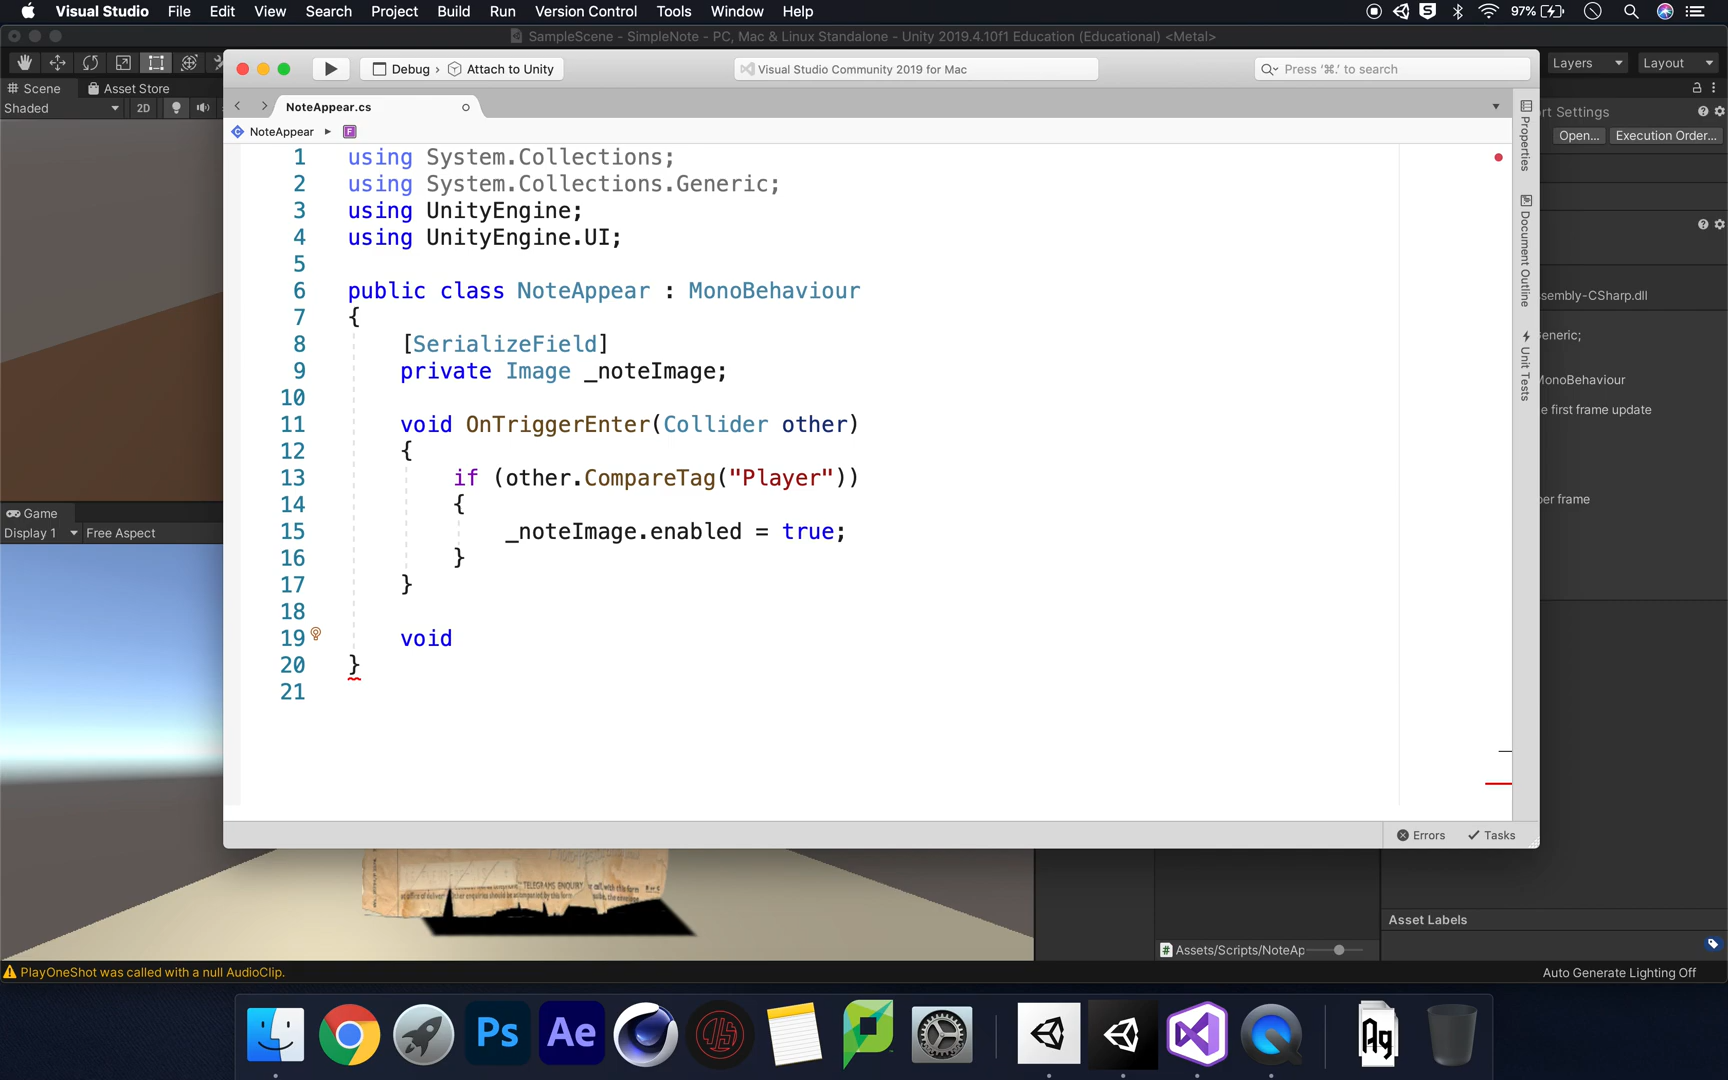 Visual Studio File Edit View Search Project Build Run Version Control Tools Window Help 97%
SampleScene - SimpleNote - PC, Mac & Linux Standalone - Unity 2019.4.10f1 Education (Educational) <Metal>
Debug › Attach to Unity Visual Studio Community 2019 for Mac Press '⌘.' to search
Layers Layout
# Scene Asset Store
Shaded 2D
NoteAppear.cs
rt Settings
Open... Execution Order...
NoteAppear
1 using System.Collections;
2 using System.Collections.Generic;
3 using UnityEngine;
4 using UnityEngine.UI;
5
6 public class NoteAppear : MonoBehaviour
7 {
8 [SerializeField]
9 private Image _noteImage;
10
11 void OnTriggerEnter(Collider other)
12 {
13 if (other.CompareTag("Player"))
14 {
15 _noteImage.enabled = true;
16 }
17 }
18
19 void
20 }
21
Properties
Document Outline
Unit Tests
sembly-CSharp.dll
eneric;
MonoBehaviour
e first frame update
per frame
Game
Display 1 Free Aspect
Errors Tasks
TELEGRAMS ENQUIRY
Asset Labels
Assets/Scripts/NoteAp
PlayOneShot was called with a null AudioClip.
Auto Generate Lighting Off
Ps Ae